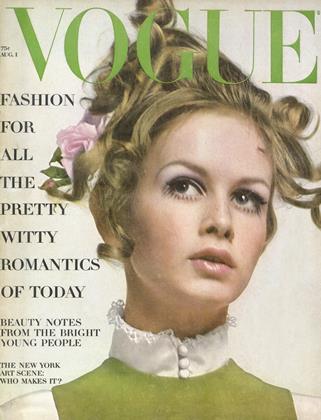 VOGUE
75¢
AUG. 1
FASHION
FOR
ALL
THE
PRETTY
WITTY
ROMANTICS
OF TODAY
BEAUTY NOTES
FROM THE BRIGHT
YOUNG PEOPLE
THE NEW YORK
ART SCENE:
WHO MAKES IT?